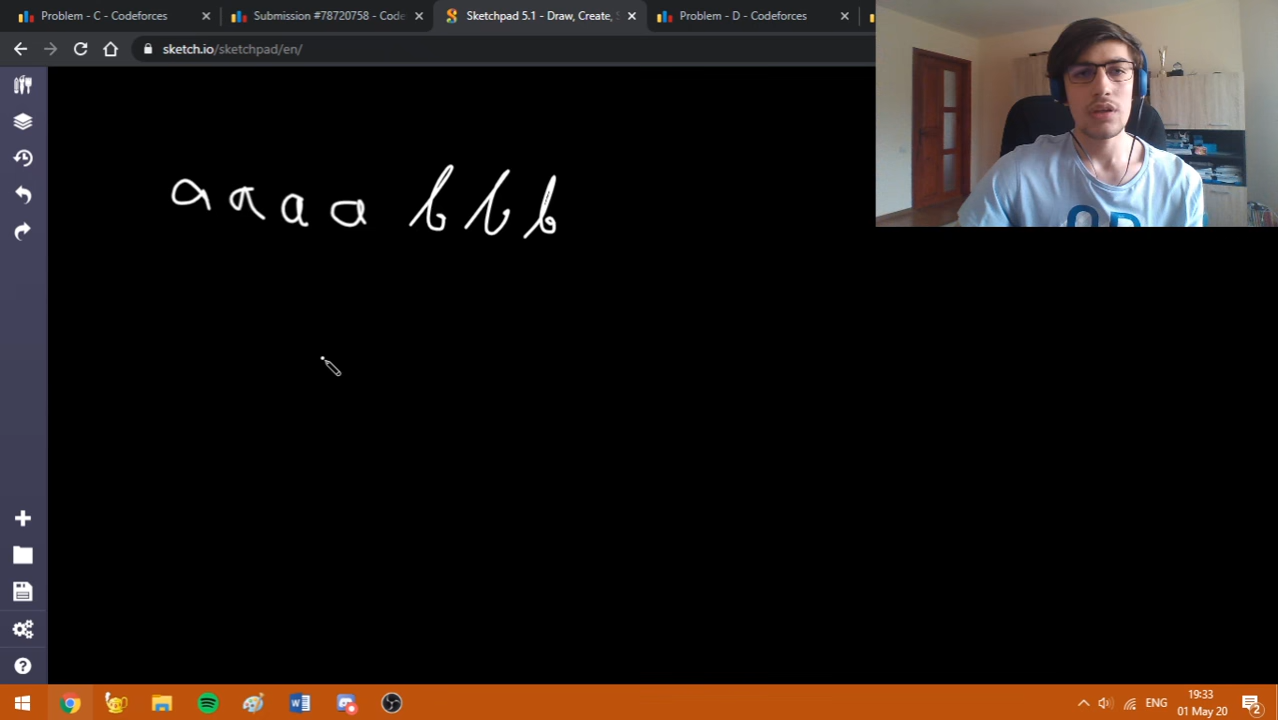 Problem - C - Codeforces
Submission #78720758 - Code
Sketchpad 5.1 - Draw, Create, S
Problem - D - Codeforces
sketch.io/sketchpad/en/
a a a a b b b
ENG
19:33
01 May 20
2